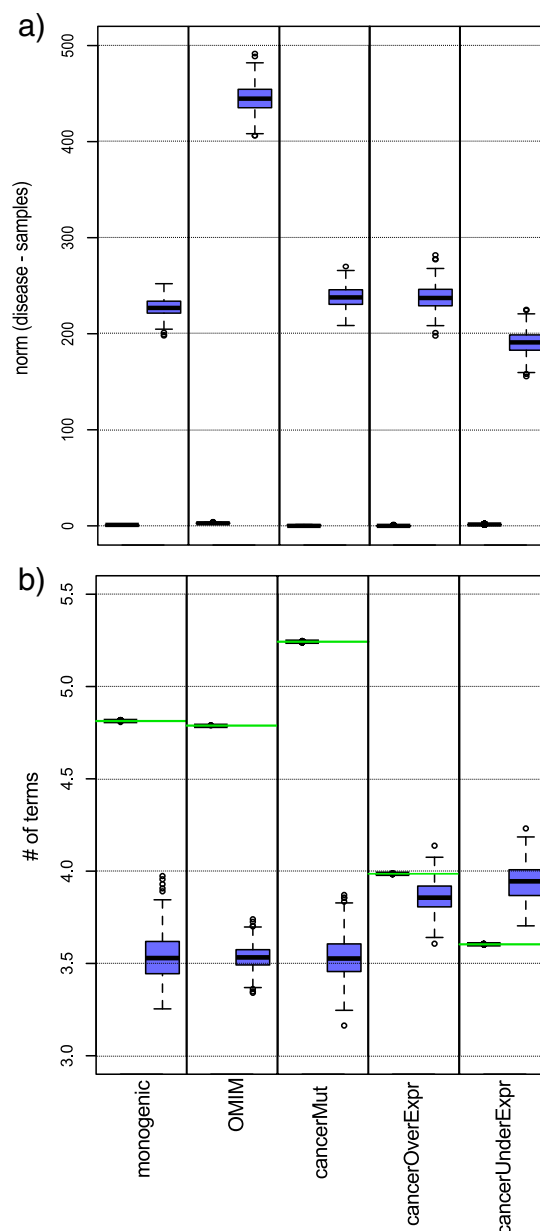 a)
norm (disease - samples)
500
400
300
200
100
0
b)
# of terms
5.5
5.0
4.5
4.0
3.5
3.0
monogenic
OMIM
cancerMut
cancerOverExpr
cancerUnderExpr